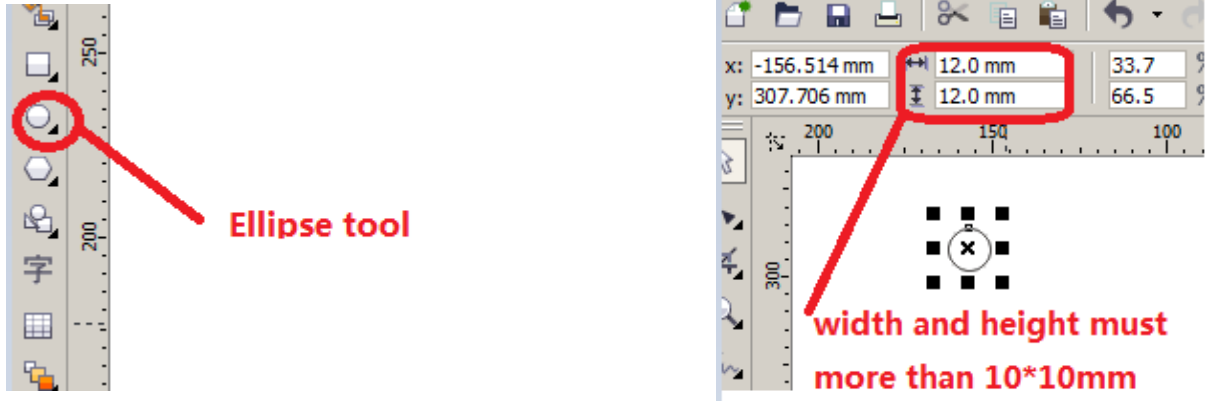 250
Ellipse tool
200
字
x: -156.514 mm 12.0 mm 33.7 %
y: 307.706 mm 12.0 mm 66.5 %
200 150 100
300
width and height must
more than 10*10mm